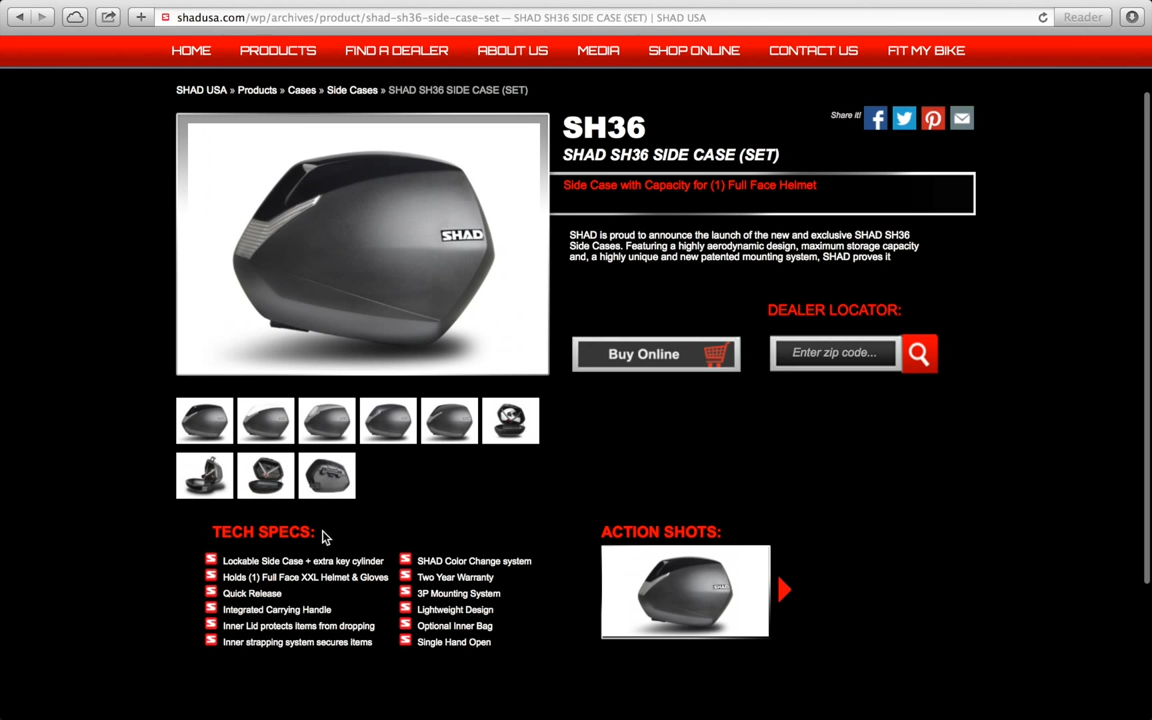 shadusa.com/wp/archives/product/shad-sh36-side-case-set — SHAD SH36 SIDE CASE (SET) | SHAD USA
Reader
HOME PRODUCTS FIND A DEALER ABOUT US MEDIA SHOP ONLINE CONTACT US FIT MY BIKE
SHAD USA » Products » Cases » Side Cases » SHAD SH36 SIDE CASE (SET)
SH36
Share it!
SHAD SH36 SIDE CASE (SET)
Side Case with Capacity for (1) Full Face Helmet
SHAD is proud to announce the launch of the new and exclusive SHAD SH36
Side Cases. Featuring a highly aerodynamic design, maximum storage capacity
and, a highly unique and new patented mounting system, SHAD proves it
SHAD
DEALER LOCATOR:
Buy Online
Enter zip code...
TECH SPECS:
Lockable Side Case + extra key cylinder
Holds (1) Full Face XXL Helmet & Gloves
Quick Release
Integrated Carrying Handle
Inner Lid protects items from dropping
Inner strapping system secures items
SHAD Color Change system
Two Year Warranty
3P Mounting System
Lightweight Design
Optional Inner Bag
Single Hand Open
ACTION SHOTS:
SHAD